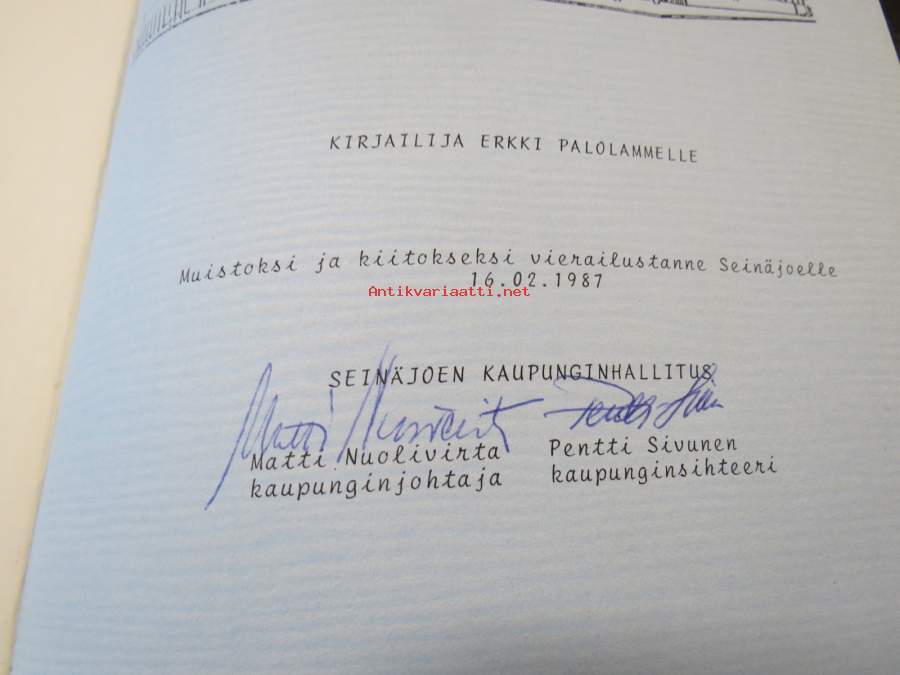 KIRJAILIJA ERKKI PALOLAMMELLE
Muistoksi ja kiitokseksi vierailustanne Seinäjoelle
16.02.1987
Antikvariaatti.net
SEINÄJOEN KAUPUNGINHALLITUS
Matti Nuolivirta
kaupunginjohtaja
Pentti Sivunen
kaupunginsihteeri